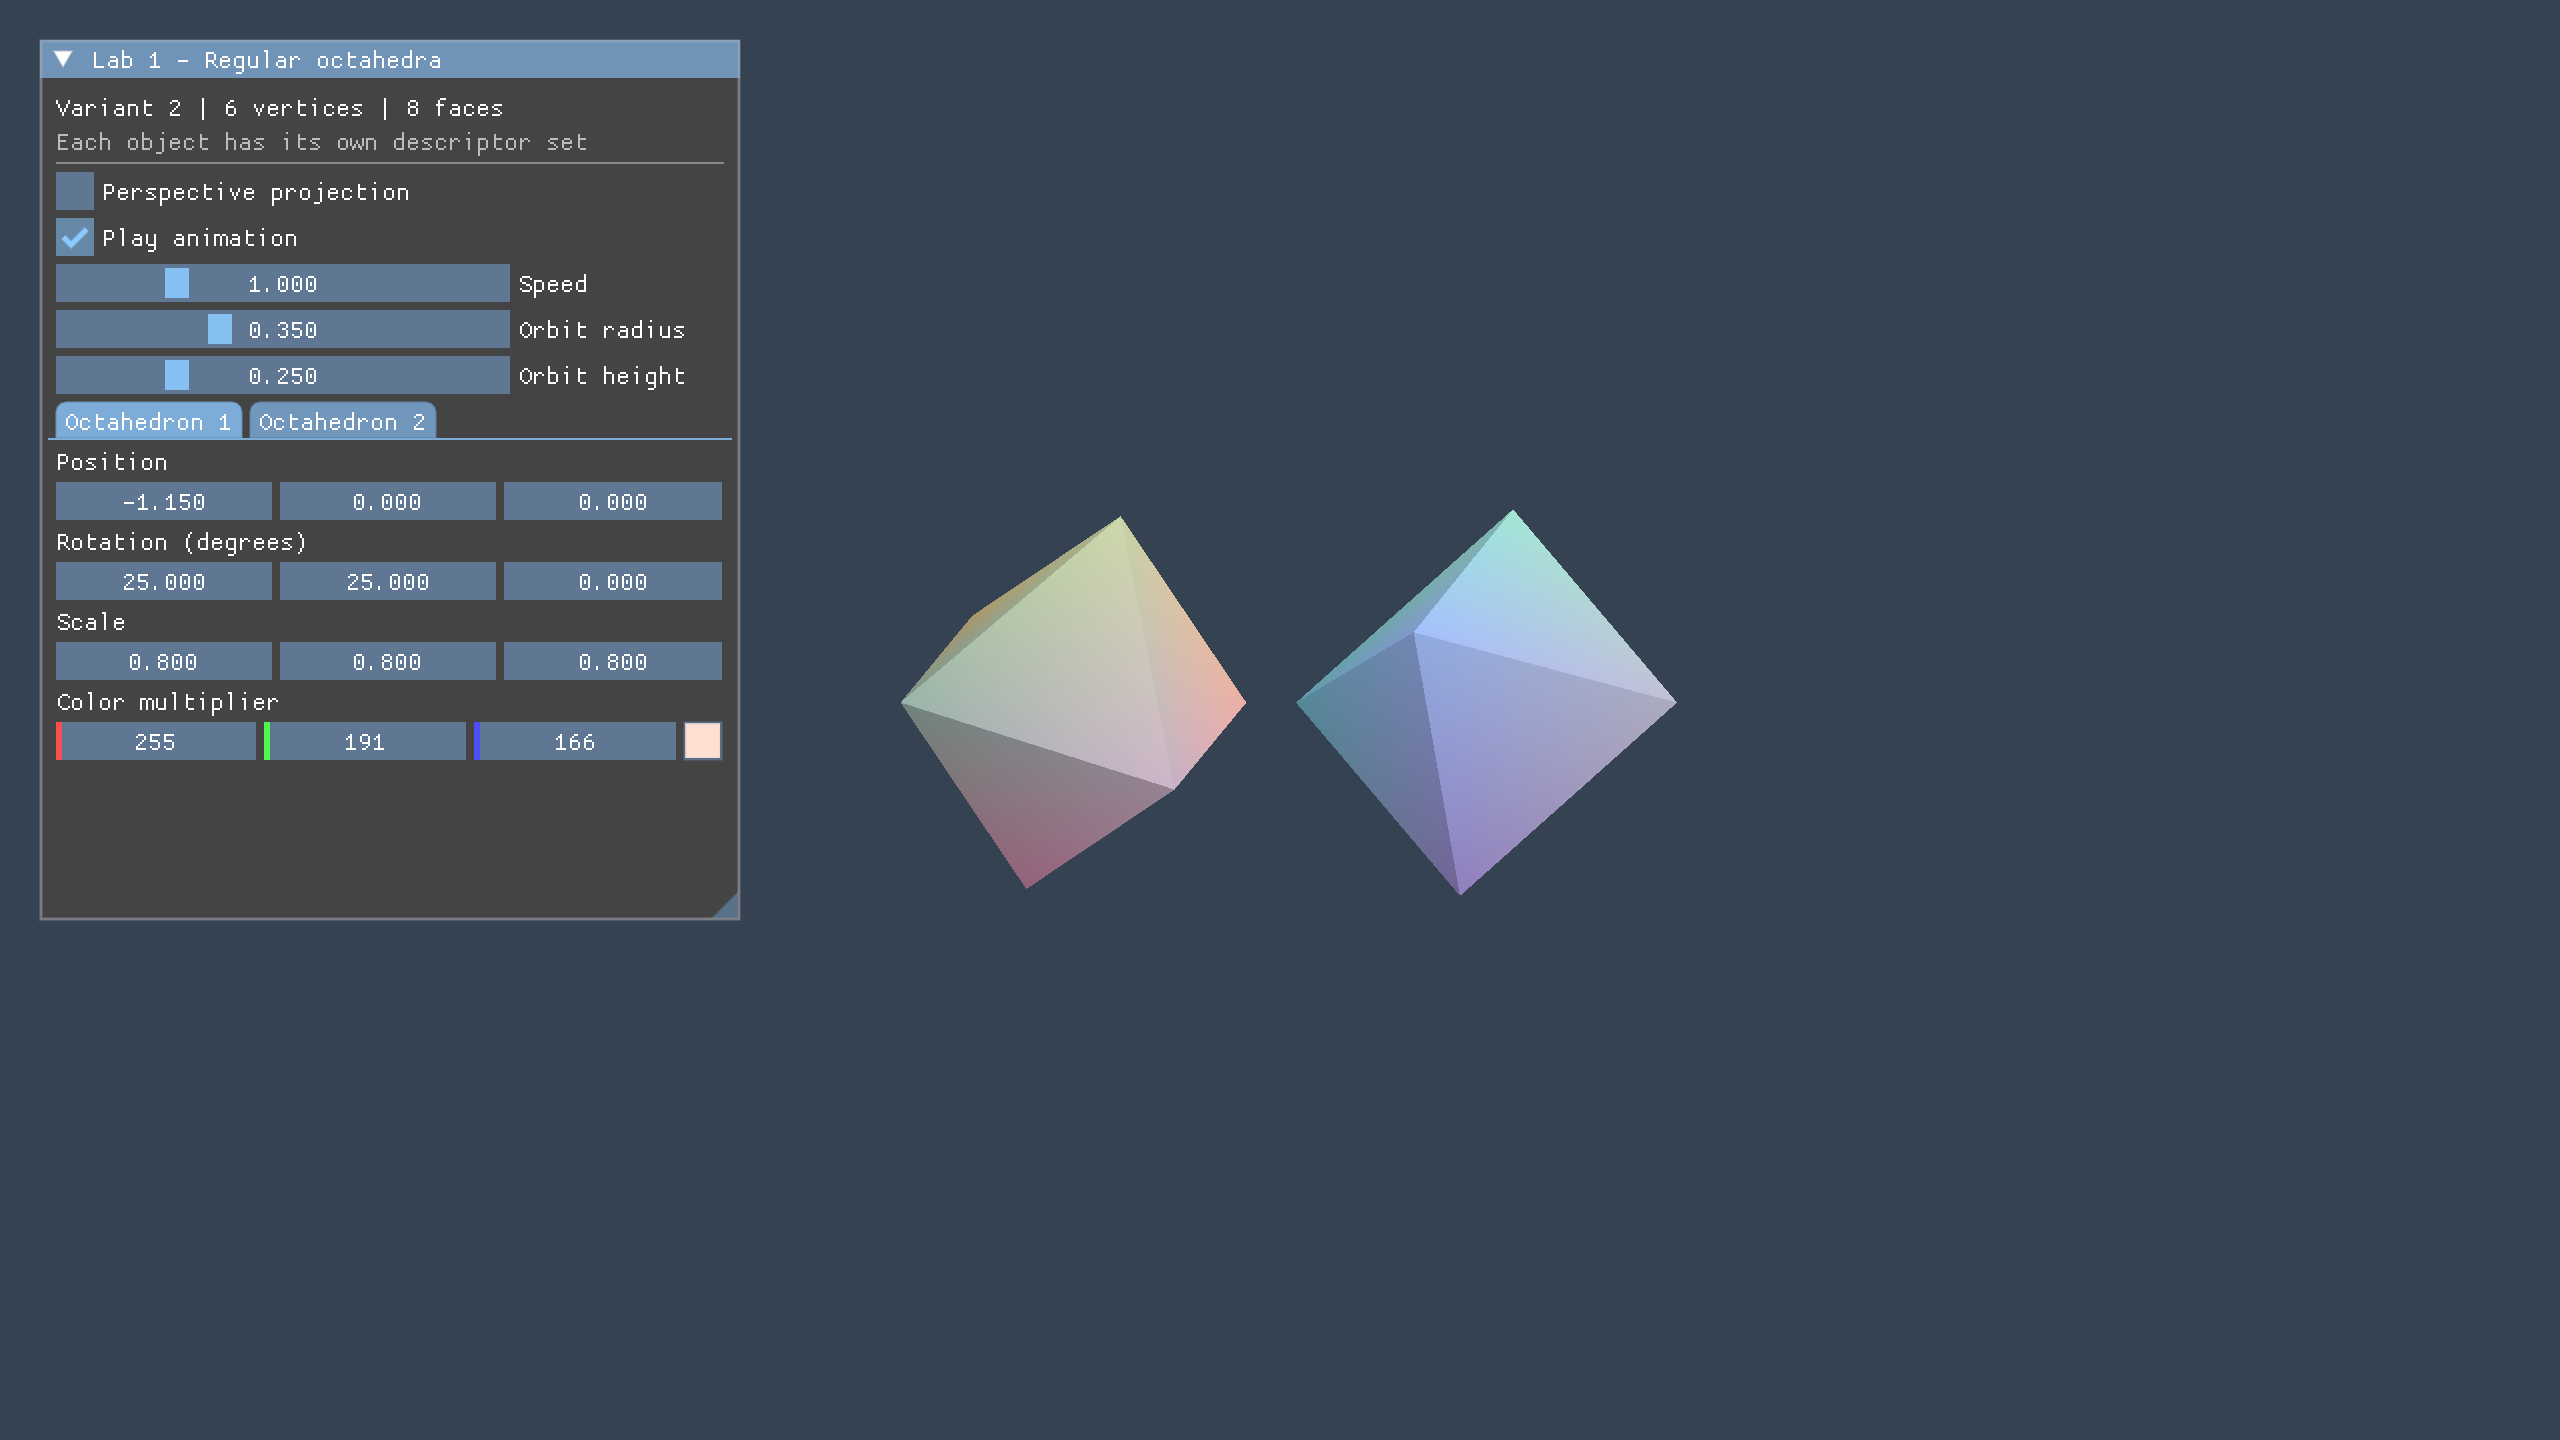 Lab 1 - Regular octahedra
Variant 2 | 6 vertices | 8 faces
Each object has its own descriptor set
Perspective projection
Play animation
1.000 Speed
0.350 Orbit radius
0.250 Orbit height
Octahedron 1 Octahedron 2
Position
-1.150 0.000 0.000
Rotation (degrees)
25.000 25.000 0.000
Scale
0.800 0.800 0.800
Color multiplier
255 191 166